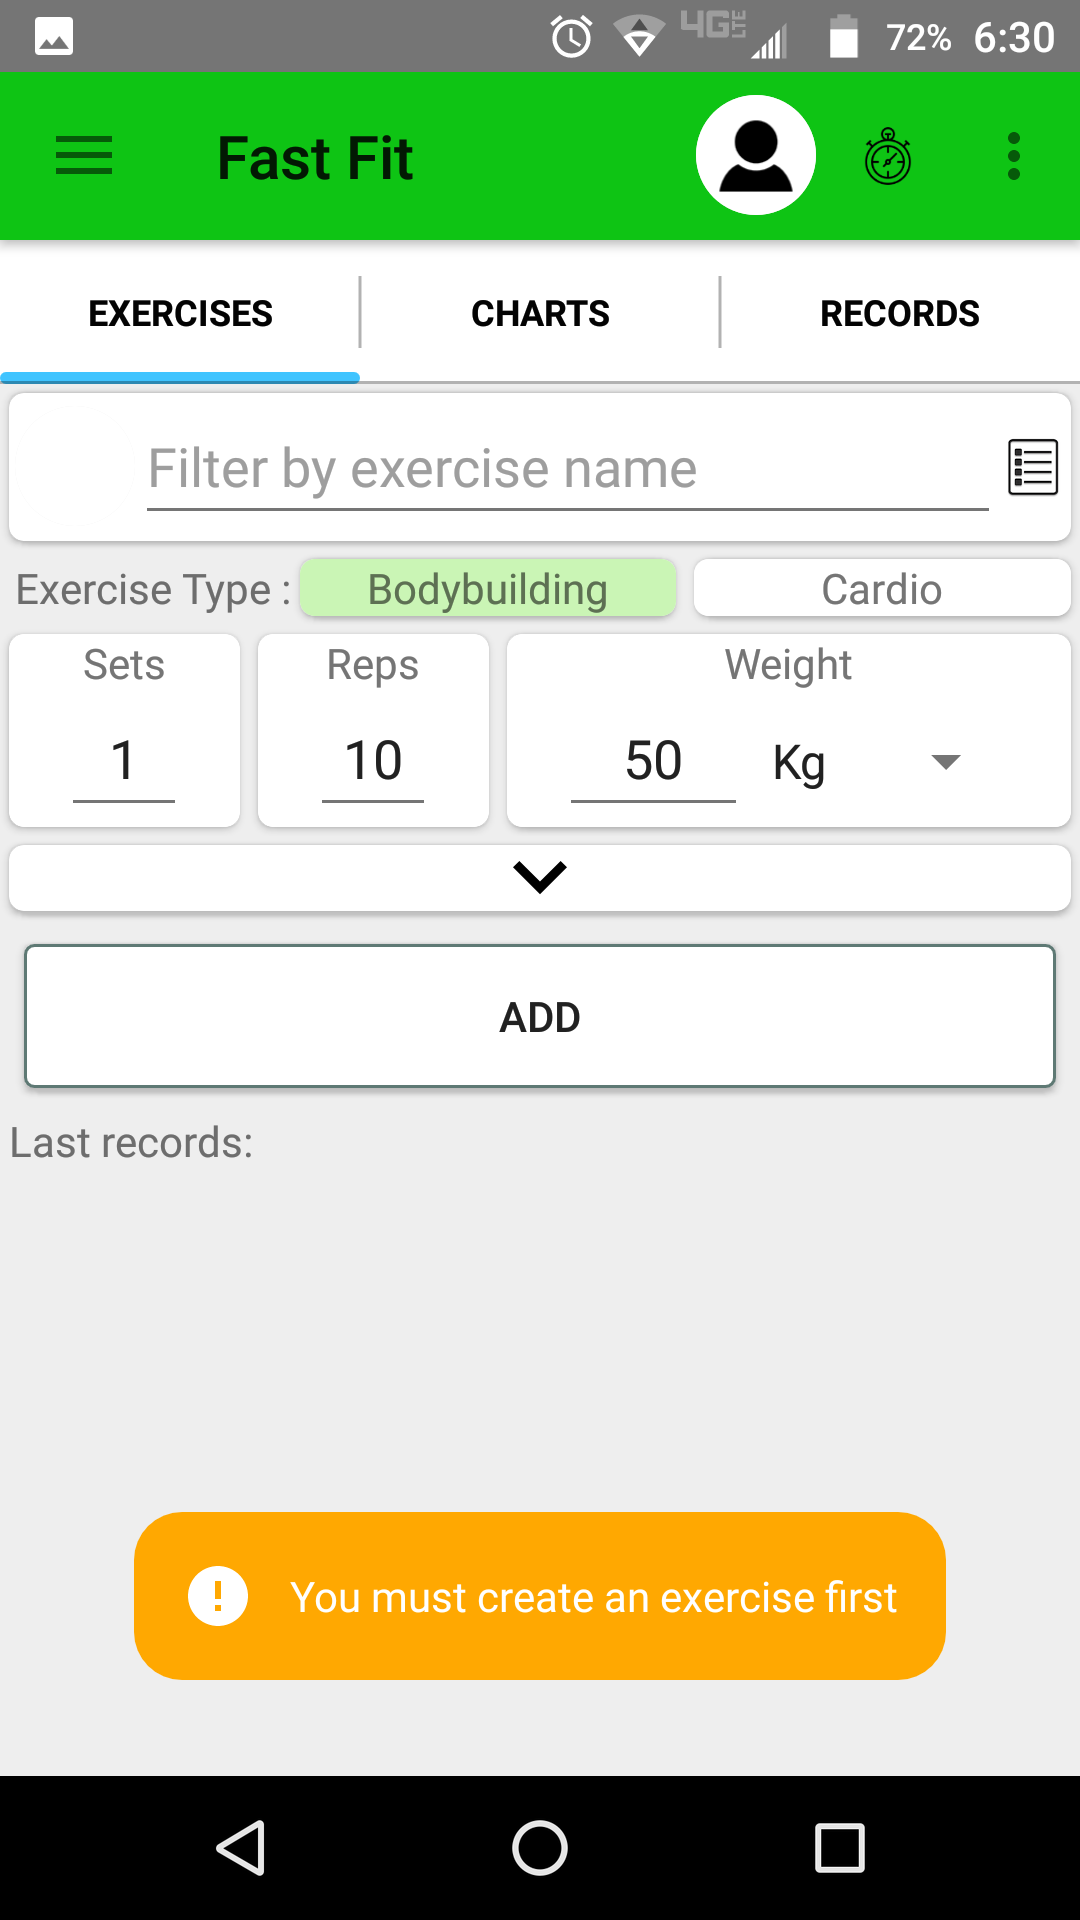 4G LTE 72% 6:30
Fast Fit
EXERCISES CHARTS RECORDS
Filter by exercise name
Exercise Type : Bodybuilding Cardio
Sets Reps Weight
1 10 50 Kg
ADD
Last records:
You must create an exercise first